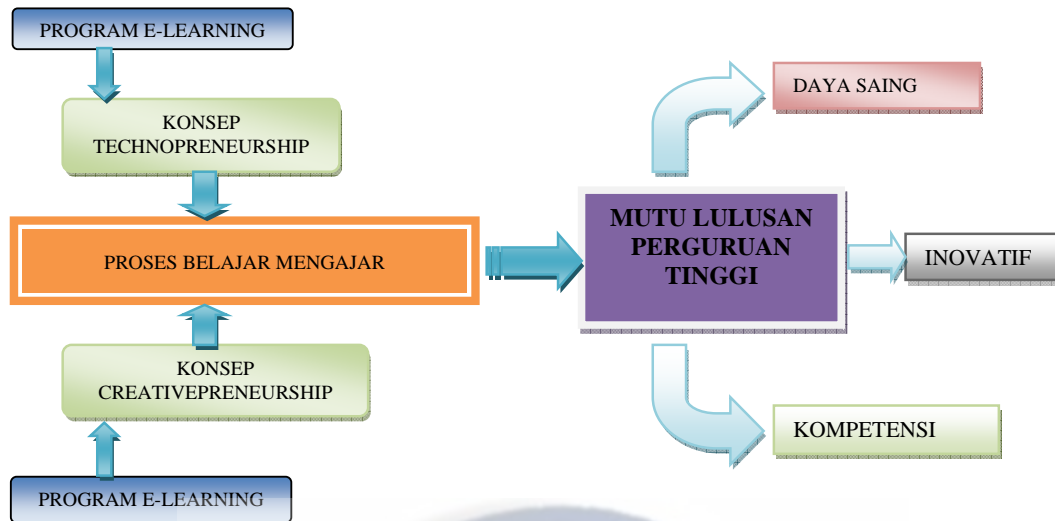 PROGRAM E-LEARNING
KONSEP
TECHNOPRENEURSHIP
PROSES BELAJAR MENGAJAR
KONSEP
CREATIVEPRENEURSHIP
PROGRAM E-LEARNING
MUTU LULUSAN
PERGURUAN
TINGGI
DAYA SAING
INOVATIF
KOMPETENSI